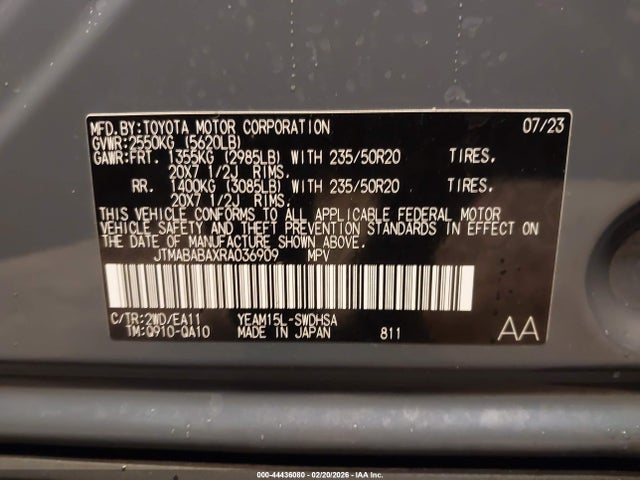 MFD.BY:TOYOTA MOTOR CORPORATION 07/23
GVWR:2550KG (5620LB)
GAWR:FRT. 1355KG (2985LB) WITH 235/50R20 TIRES,
20X7 1/2J RIMS,
RR. 1400KG (3085LB) WITH 235/50R20 TIRES,
20X7 1/2J RIMS.
THIS VEHICLE CONFORMS TO ALL APPLICABLE FEDERAL MOTOR
VEHICLE SAFETY AND THEFT PREVENTION STANDARDS IN EFFECT
ON THE DATE OF MANUFACTURE SHOWN ABOVE.
JTMABABAXRA036909 MPV
C/TR:2WD/EA11 YEAM15L-SWDHSA
TM:Q910-QA10 MADE IN JAPAN 811 AA
000-44436080 - 02/20/2026 - IAA Inc.